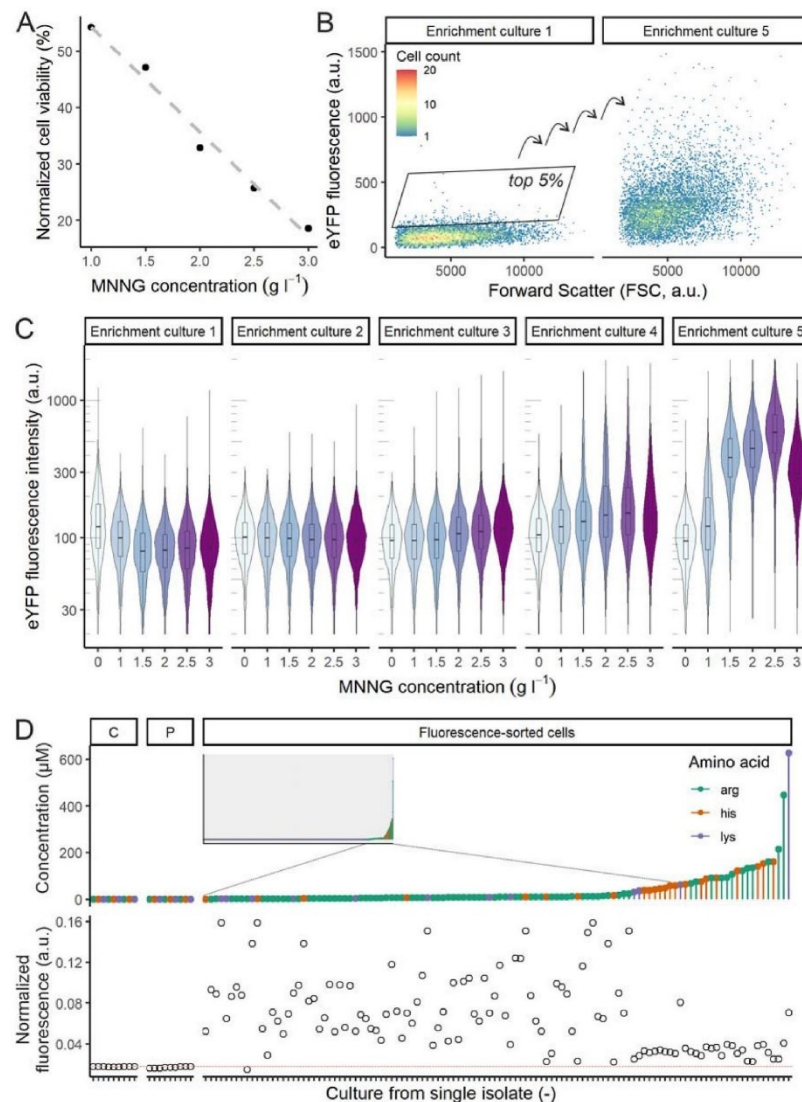 A
Normalized cell viability (%)
50
40
30
20
1.0 1.5 2.0 2.5 3.0
MNNG concentration (g l⁻¹)
B
Enrichment culture 1 Enrichment culture 5
eYFP fluorescence (a.u.)
1500
1000
500
0
Cell count
20
10
1
top 5%
5000 10000 5000 10000
Forward Scatter (FSC, a.u.)
C
Enrichment culture 1 Enrichment culture 2 Enrichment culture 3 Enrichment culture 4 Enrichment culture 5
eYFP fluorescence intensity (a.u.)
1000
300
100
30
0 1 1.5 2 2.5 3 0 1 1.5 2 2.5 3 0 1 1.5 2 2.5 3 0 1 1.5 2 2.5 3 0 1 1.5 2 2.5 3
MNNG concentration (g l⁻¹)
D
C P Fluorescence-sorted cells
Concentration (µM)
600
400
200
0
Amino acid
arg
his
lys
Normalized
fluorescence (a.u.)
0.16
0.12
0.08
0.04
Culture from single isolate (-)